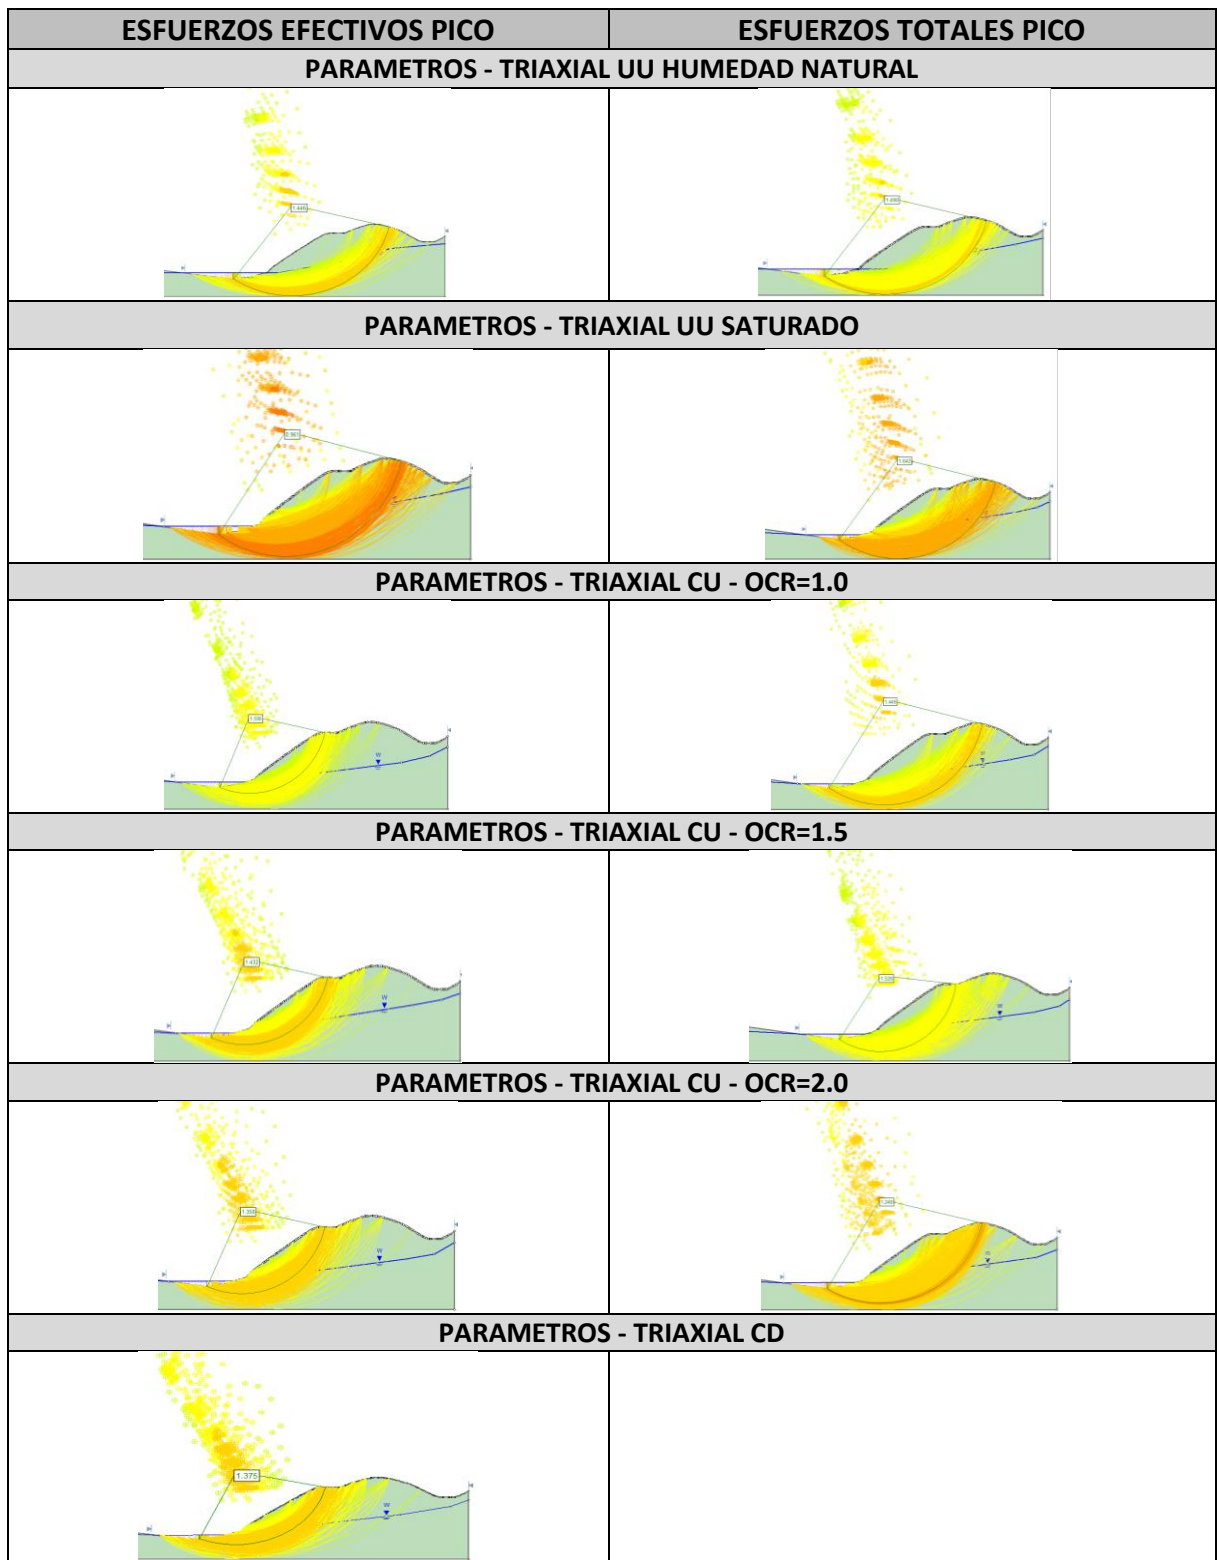 ESFUERZOS EFECTIVOS PICO
ESFUERZOS TOTALES PICO
PARAMETROS - TRIAXIAL UU HUMEDAD NATURAL
PARAMETROS - TRIAXIAL UU SATURADO
PARAMETROS - TRIAXIAL CU - OCR=1.0
W
PARAMETROS - TRIAXIAL CU - OCR=1.5
W
W
PARAMETROS - TRIAXIAL CU - OCR=2.0
W
PARAMETROS - TRIAXIAL CD
1.375
W